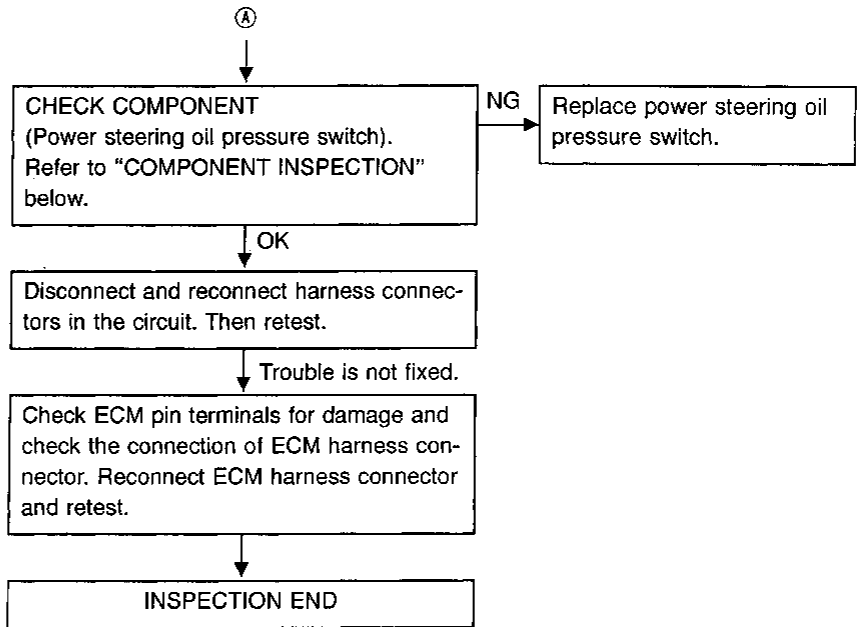 Ⓐ
CHECK COMPONENT
(Power steering oil pressure switch).
Refer to “COMPONENT INSPECTION”
below.
NG
Replace power steering oil
pressure switch.
OK
Disconnect and reconnect harness connec-
tors in the circuit. Then retest.
Trouble is not fixed.
Check ECM pin terminals for damage and
check the connection of ECM harness con-
nector. Reconnect ECM harness connector
and retest.
INSPECTION END